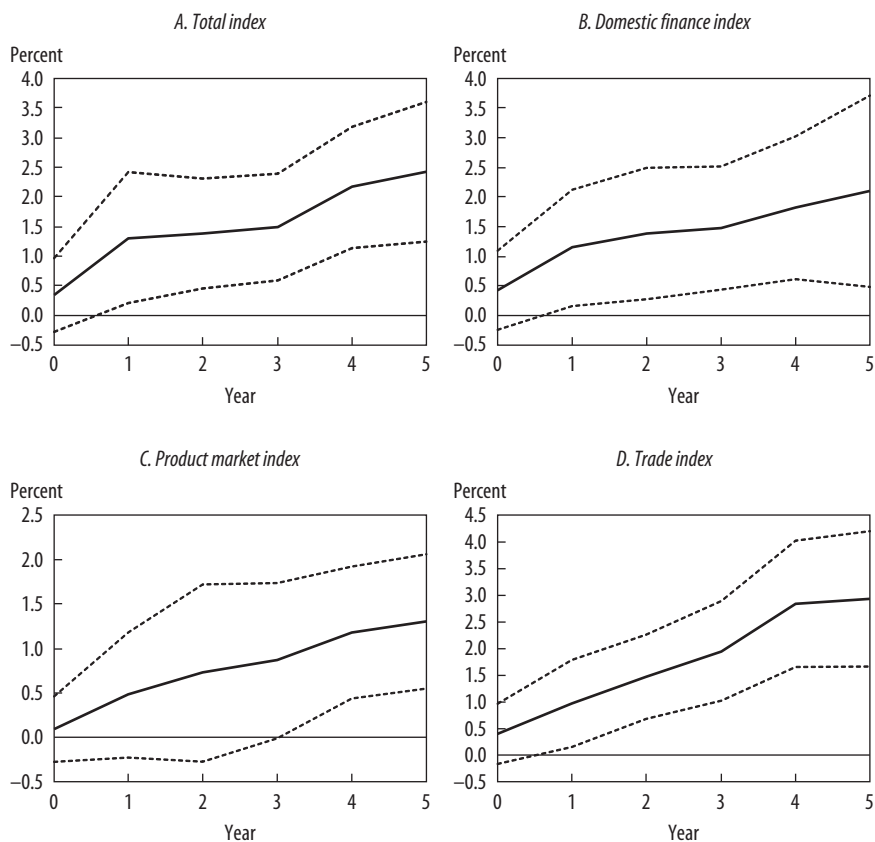 A. Total index
Percent
4.0
3.5
3.0
2.5
2.0
1.5
1.0
0.5
0.0
–0.5
0 1 2 3 4 5
Year
B. Domestic finance index
Percent
4.0
3.5
3.0
2.5
2.0
1.5
1.0
0.5
0.0
–0.5
0 1 2 3 4 5
Year
C. Product market index
Percent
2.5
2.0
1.5
1.0
0.5
0.0
–0.5
0 1 2 3 4 5
Year
D. Trade index
Percent
4.5
4.0
3.5
3.0
2.5
2.0
1.5
1.0
0.5
0.0
–0.5
0 1 2 3 4 5
Year